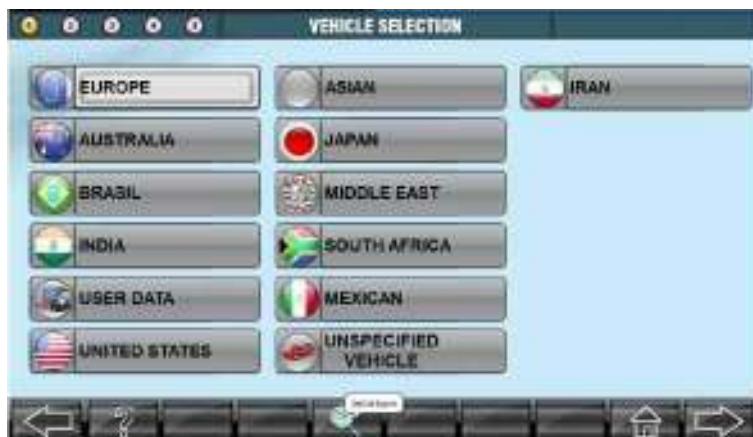 VEHICLE SELECTION
EUROPE
AUSTRALIA
BRASIL
INDIA
USER DATA
UNITED STATES
ASIAN
JAPAN
MIDDLE EAST
SOUTH AFRICA
MEXICAN
UNSPECIFIED
VEHICLE
IRAN